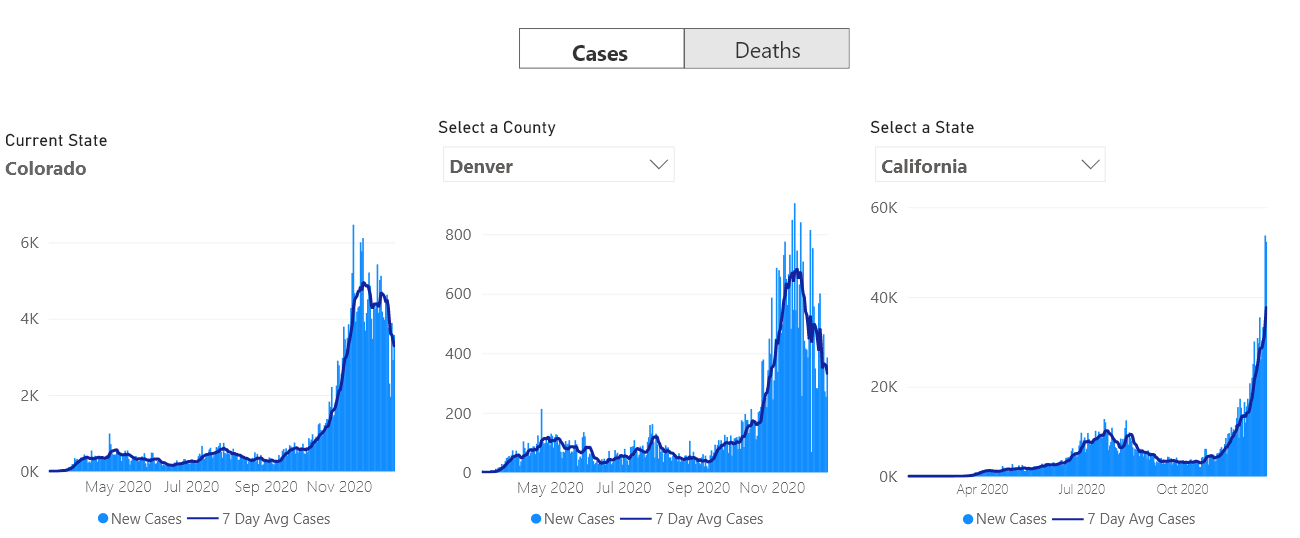 Cases
Deaths
Current State
Colorado
6K
4K
2K
0K
May 2020
Jul 2020
Sep 2020
Nov 2020
New Cases
7 Day Avg Cases
Select a County
Denver
800
600
400
200
0
May 2020
Jul 2020
Sep 2020
Nov 2020
New Cases
7 Day Avg Cases
Select a State
California
60K
40K
20K
0K
Apr 2020
Jul 2020
Oct 2020
New Cases
7 Day Avg Cases